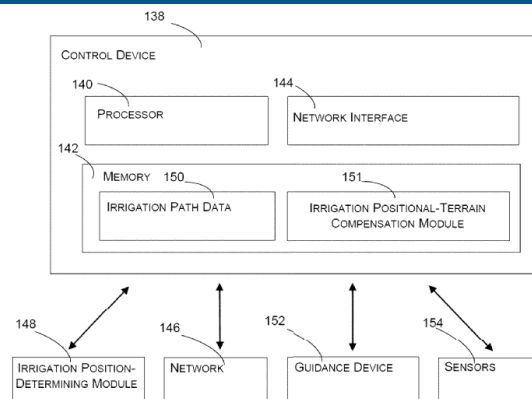 138
CONTROL DEVICE
140
144
PROCESSOR
NETWORK INTERFACE
142
MEMORY 150
151
IRRIGATION PATH DATA
IRRIGATION POSITIONAL-TERRAIN
COMPENSATION MODULE
148
146
152
154
IRRIGATION POSITION-
DETERMINING MODULE
NETWORK
GUIDANCE DEVICE
SENSORS